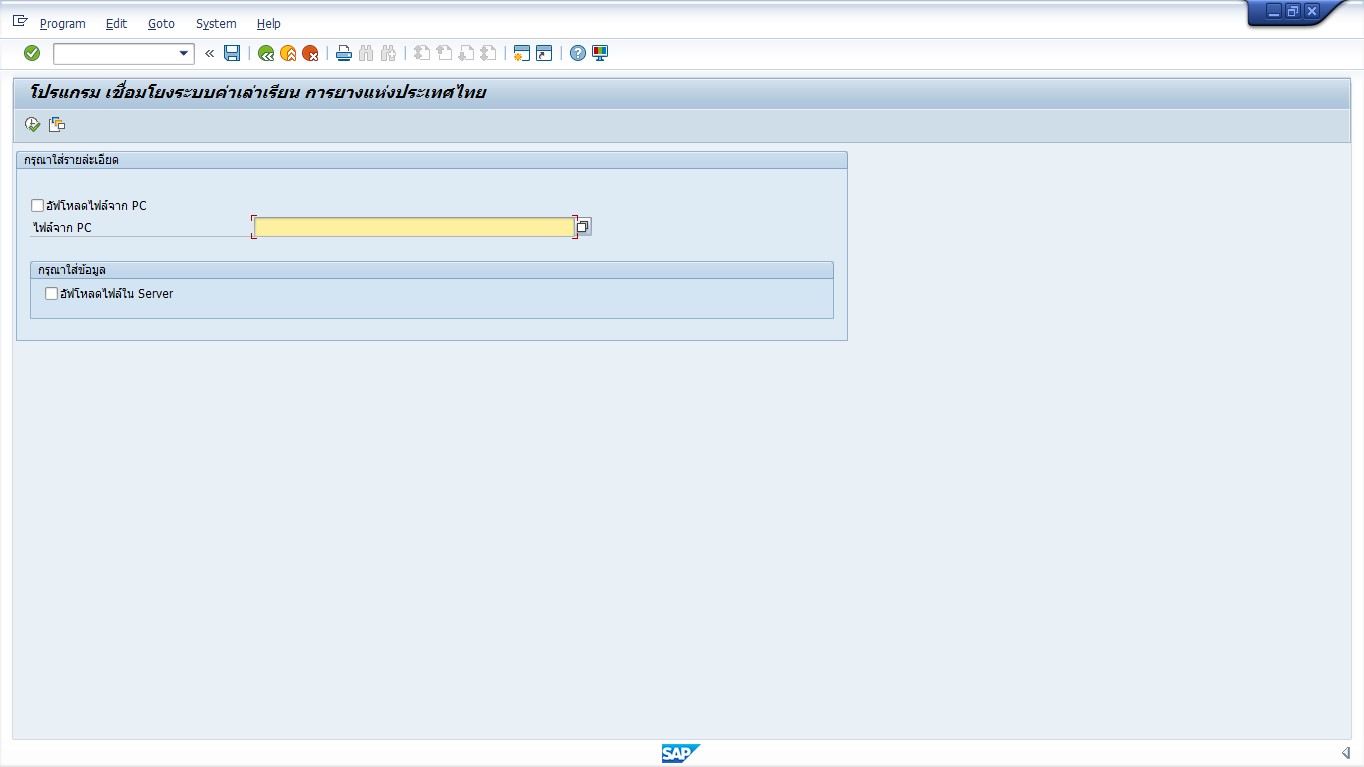 Program Edit Goto System Help
โปรแกรม เชื่อมโยงระบบค่าเล่าเรียน การยางแห่งประเทศไทย
กรุณาใส่รายล่ะเอียด
อัฟโหลดไฟล์จาก PC
ไฟล์จาก PC
กรุณาใส่ข้อมูล
อัฟโหลดไฟล์ใน Server
SAP